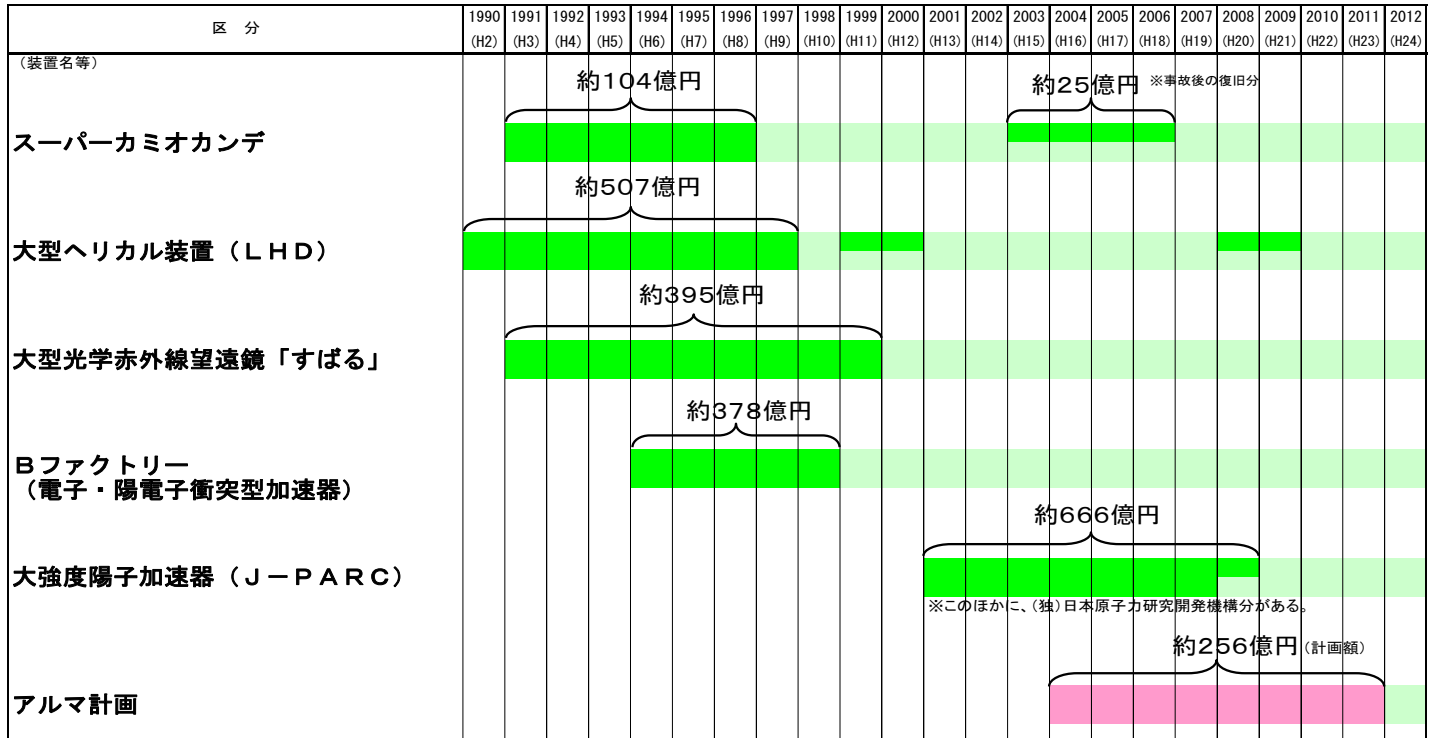 区　分 1990 1991 1992 1993 1994 1995 1996 1997 1998 1999 2000 2001 2002 2003 2004 2005 2006 2007 2008 2009 2010 2011 2012
(H2) (H3) (H4) (H5) (H6) (H7) (H8) (H9) (H10) (H11) (H12) (H13) (H14) (H15) (H16) (H17) (H18) (H19) (H20) (H21) (H22) (H23) (H24)
（装置名等）
約104億円 約25億円 ※事故後の復旧分
スーパーカミオカンデ
約507億円
大型ヘリカル装置（ＬＨＤ）
約395億円
大型光学赤外線望遠鏡「すばる」
約378億円
Ｂファクトリー
（電子・陽電子衝突型加速器）
約666億円
大強度陽子加速器（Ｊ－ＰＡＲＣ）
※このほかに、（独）日本原子力研究開発機構分がある。
約256億円（計画額）
アルマ計画